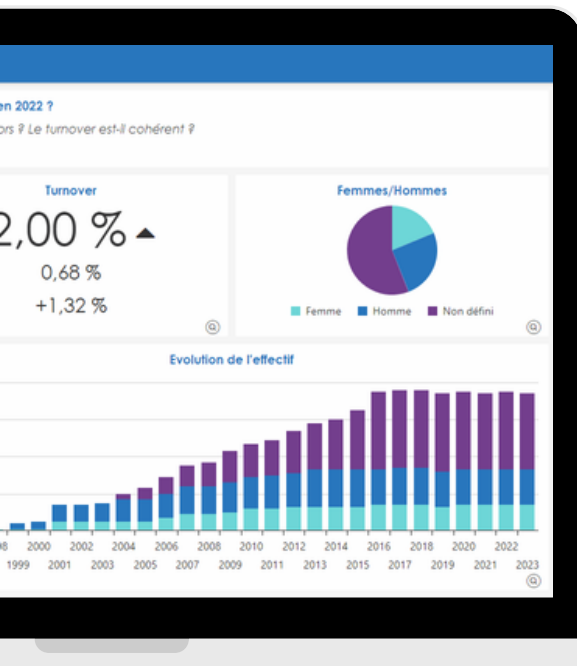 en 2022 ?
ors ? Le turnover est-il cohérent ?
Turnover
2,00 %
0,68 %
+1,32 %
Femmes/Hommes
Femme Homme Non défini
Evolution de l'effectif
98 2000 2002 2004 2006 2008 2010 2012 2014 2016 2018 2020 2022
1999 2001 2003 2005 2007 2009 2011 2013 2015 2017 2019 2021 2023